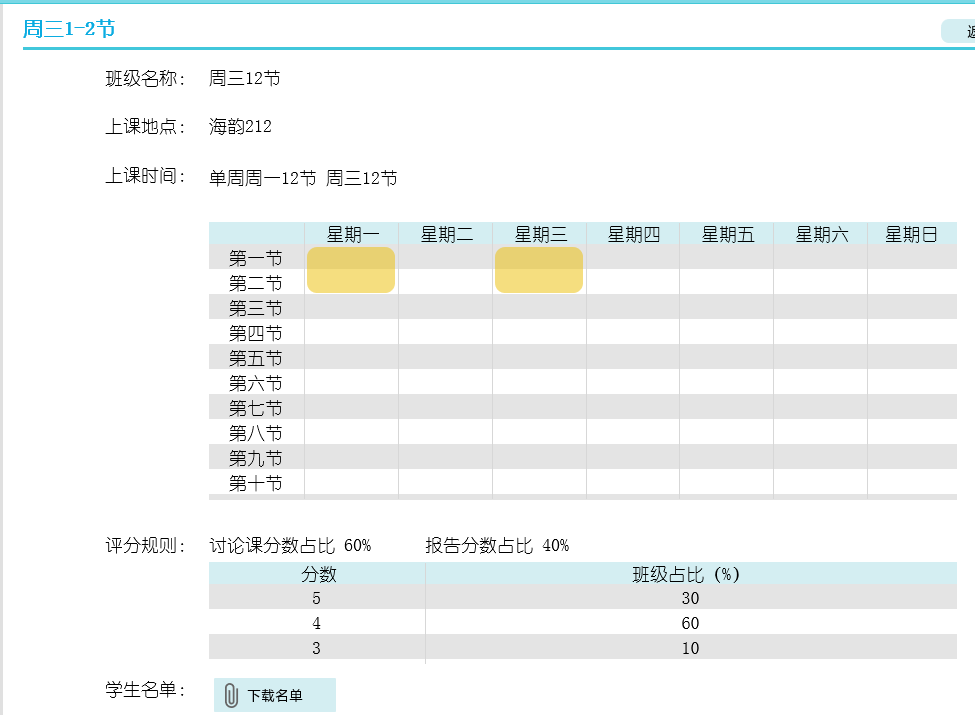 周三1-2节
返
班级名称: 周三12节
上课地点: 海韵212
上课时间: 单周周一12节 周三12节
星期一 星期二 星期三 星期四 星期五 星期六 星期日
第一节
第二节
第三节
第四节
第五节
第六节
第七节
第八节
第九节
第十节
评分规则: 讨论课分数占比 60% 报告分数占比 40%
分数 班级占比 (%)
5 30
4 60
3 10
学生名单: 下载名单